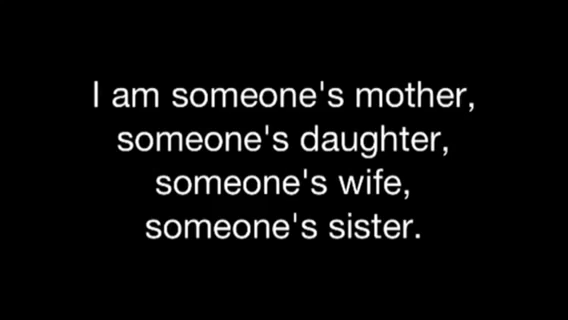 I am someone's mother,
someone's daughter,
someone's wife,
someone's sister.